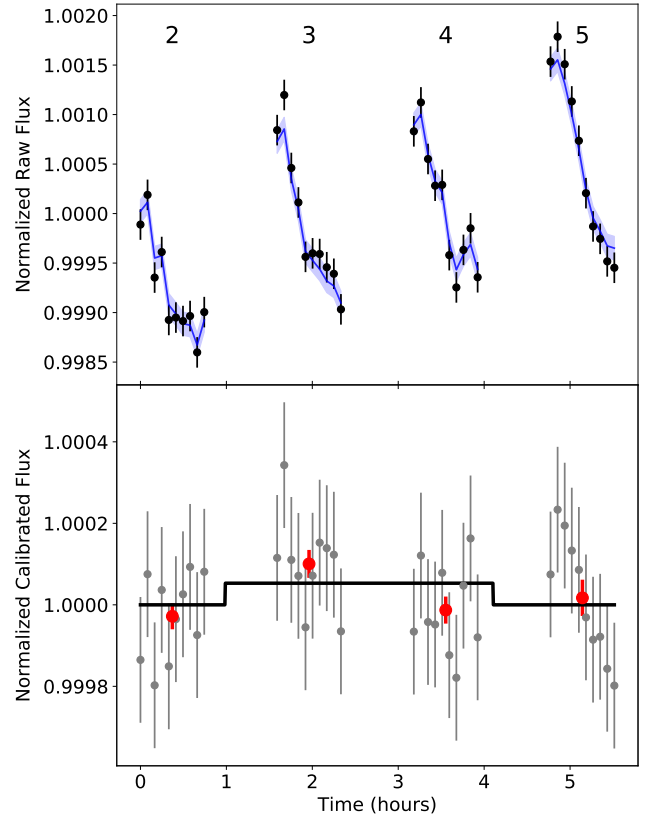 1.0020
2 3 4 5
1.0015
1.0010
1.0005
1.0000
0.9995
0.9990
0.9985
Normalized Raw Flux
1.0004
1.0002
1.0000
0.9998
Normalized Calibrated Flux
0 1 2 3 4 5
Time (hours)